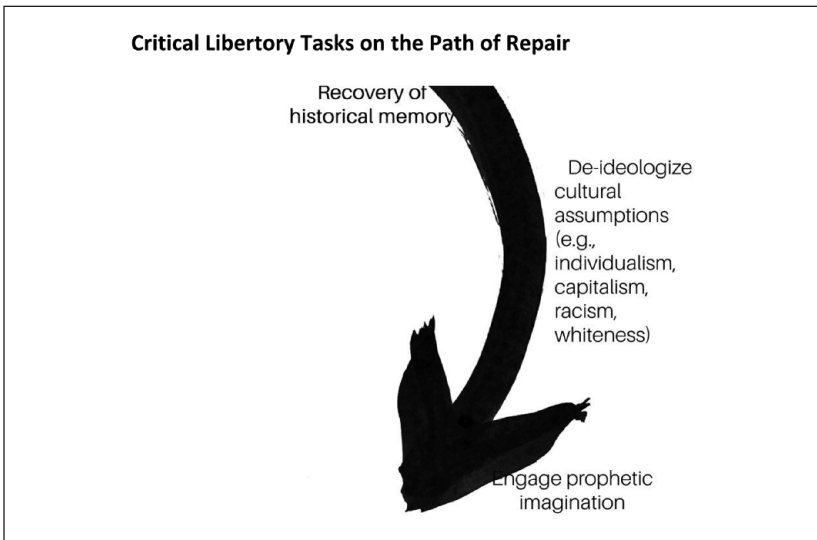 Critical Libertory Tasks on the Path of Repair
Recovery of
historical memory
De-ideologize
cultural
assumptions
(e.g.,
individualism,
capitalism,
racism,
whiteness)
Engage prophetic
imagination